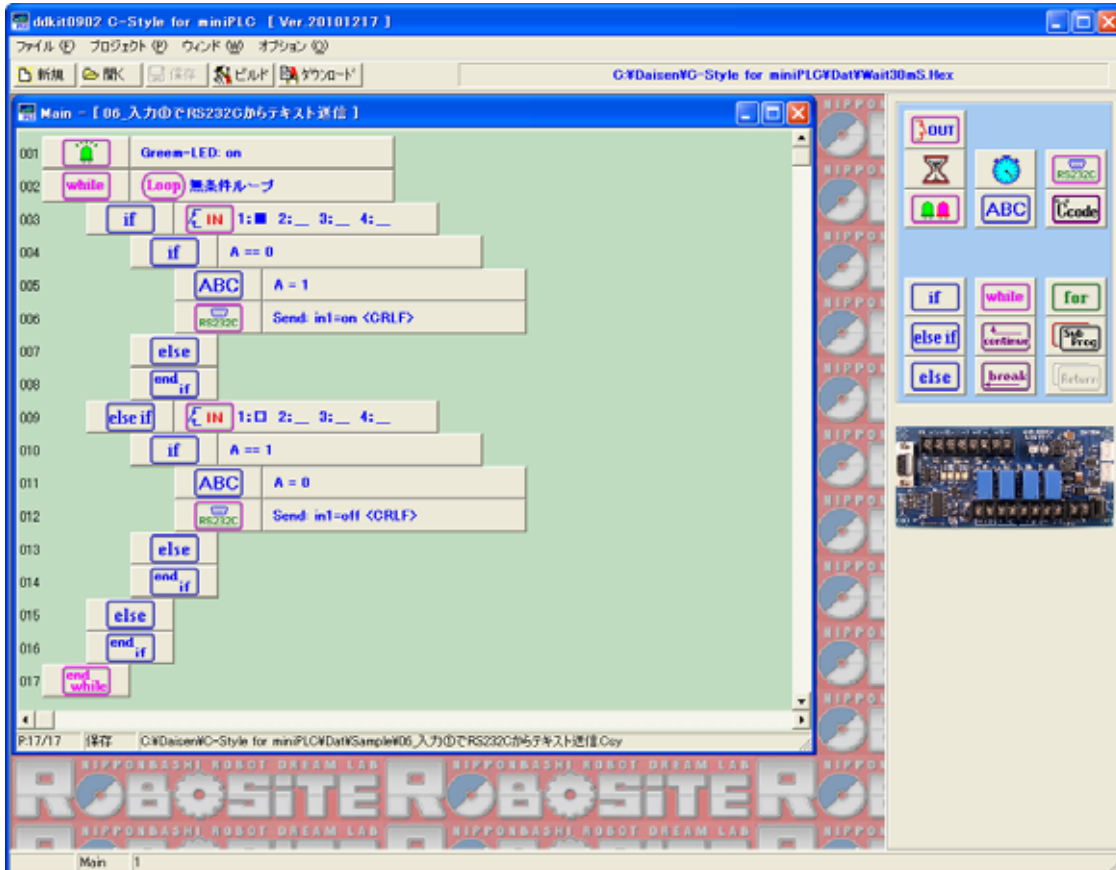 ddkit0902 C-Style for miniPLC [ Ver.20101217 ]
ファイル (F) プロジェクト (P) ウィンド (W) オプション (O)
新規 開く 保存 ビルド ダウンロード C:¥Daisen¥C-Style for miniPLC¥Dat¥Wait30mS.Hex
Main - [ 06_入力①でRS232Cからテキスト送信 ]
001 Greem-LED: on
002 while Loop 無条件ループ
003 if IN 1:■ 2:__ 3:__ 4:__
004 if A == 0
005 ABC A = 1
006 RS232C Send: in1=on <CRLF>
007 else
008 end if
009 else if IN 1:□ 2:__ 3:__ 4:__
010 if A == 1
011 ABC A = 0
012 RS232C Send: in1=off <CRLF>
013 else
014 end if
015 else
016 end if
017 end while
P:17/17 保存 C:¥Daisen¥C-Style for miniPLC¥Dat¥Sample¥06_入力①でRS232Cからテキスト送信.Csy
OUT
RS232C
ABC Ccode
if while for
else if continue Sub Prog
else break Return
NIPPONBASHI ROBOT DREAM LAB
ROBOSITE
Main 1